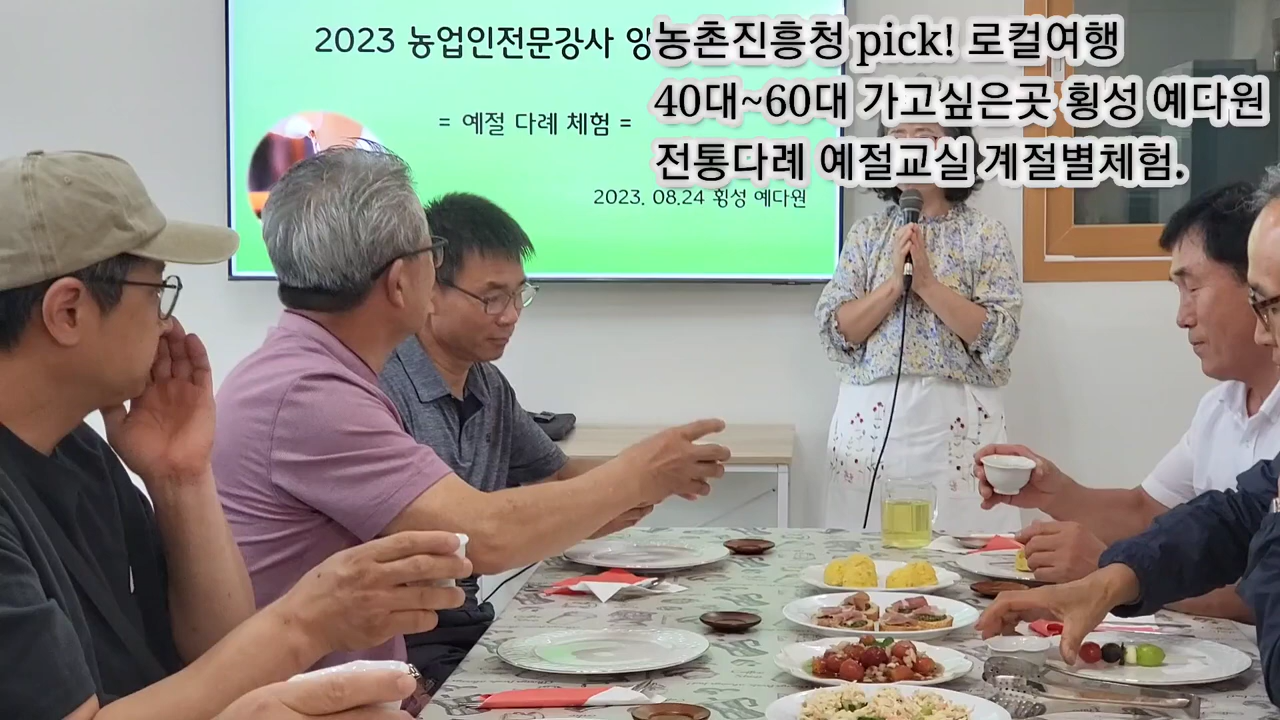 2023 농업인전문강사
= 예절 다례 체험 =
2023. 08.24 횡성 예다원
농촌진흥청 pick! 로컬여행
40대~60대 가고싶은곳 횡성 예다원
전통다례 예절교실 계절별체험.